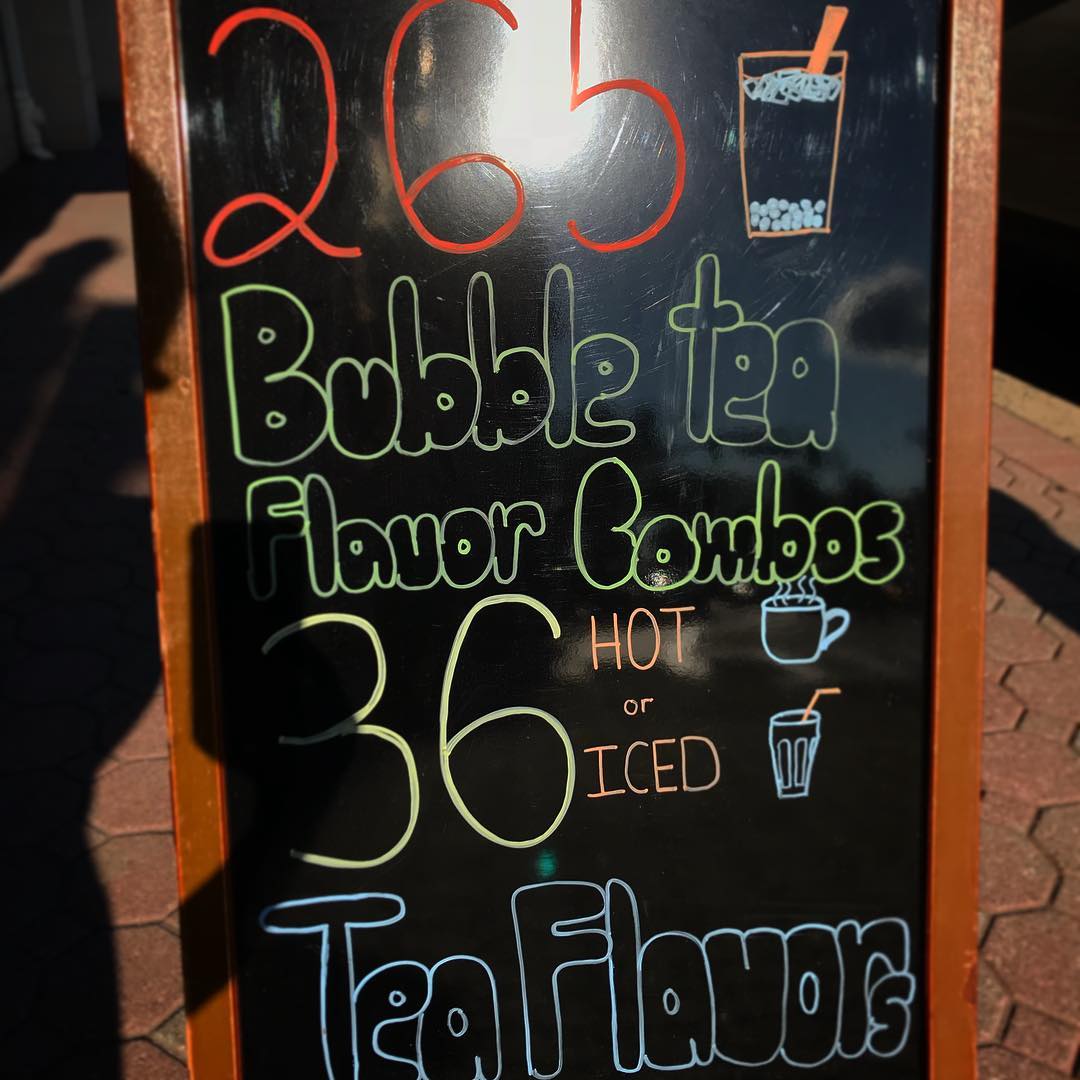 265
Bubble tea
Flavor Combos
36 HOT
or
ICED
Tea Flavors